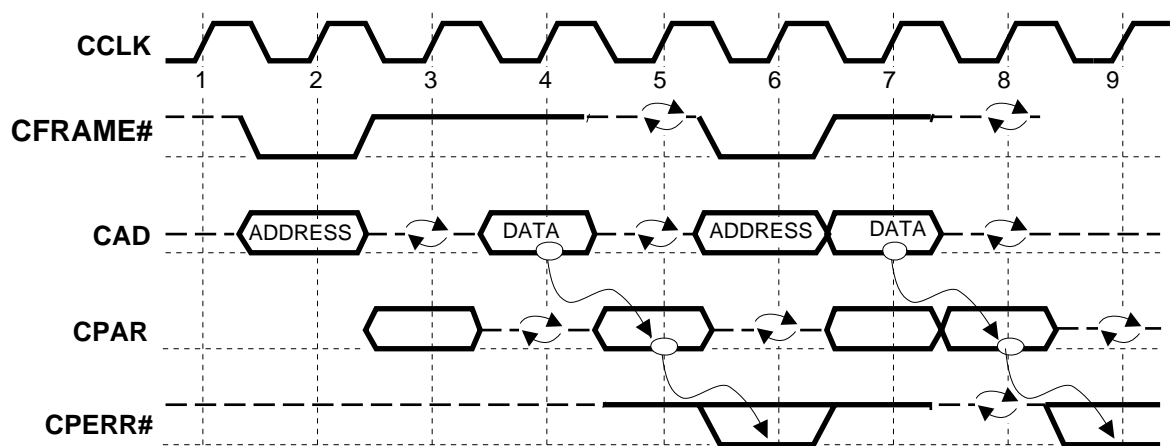 CCLK
1 2 3 4 5 6 7 8 9
CFRAME#
CAD ADDRESS DATA ADDRESS DATA
CPAR
CPERR#